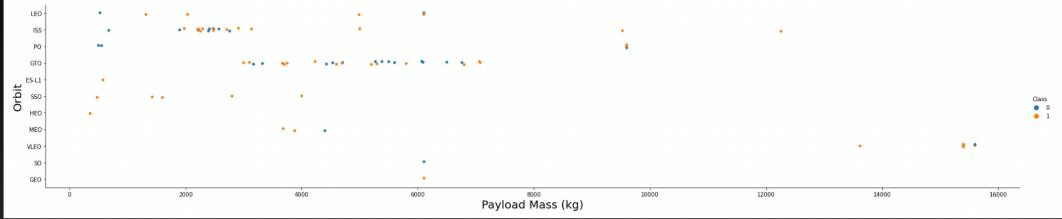 LEO
ISS
PO
GTO
ES-L1
SSO
HEO
MEO
VLEO
SO
GEO
Orbit
0
2000
4000
6000
8000
10000
12000
14000
16000
Payload Mass (kg)
Class
0
1